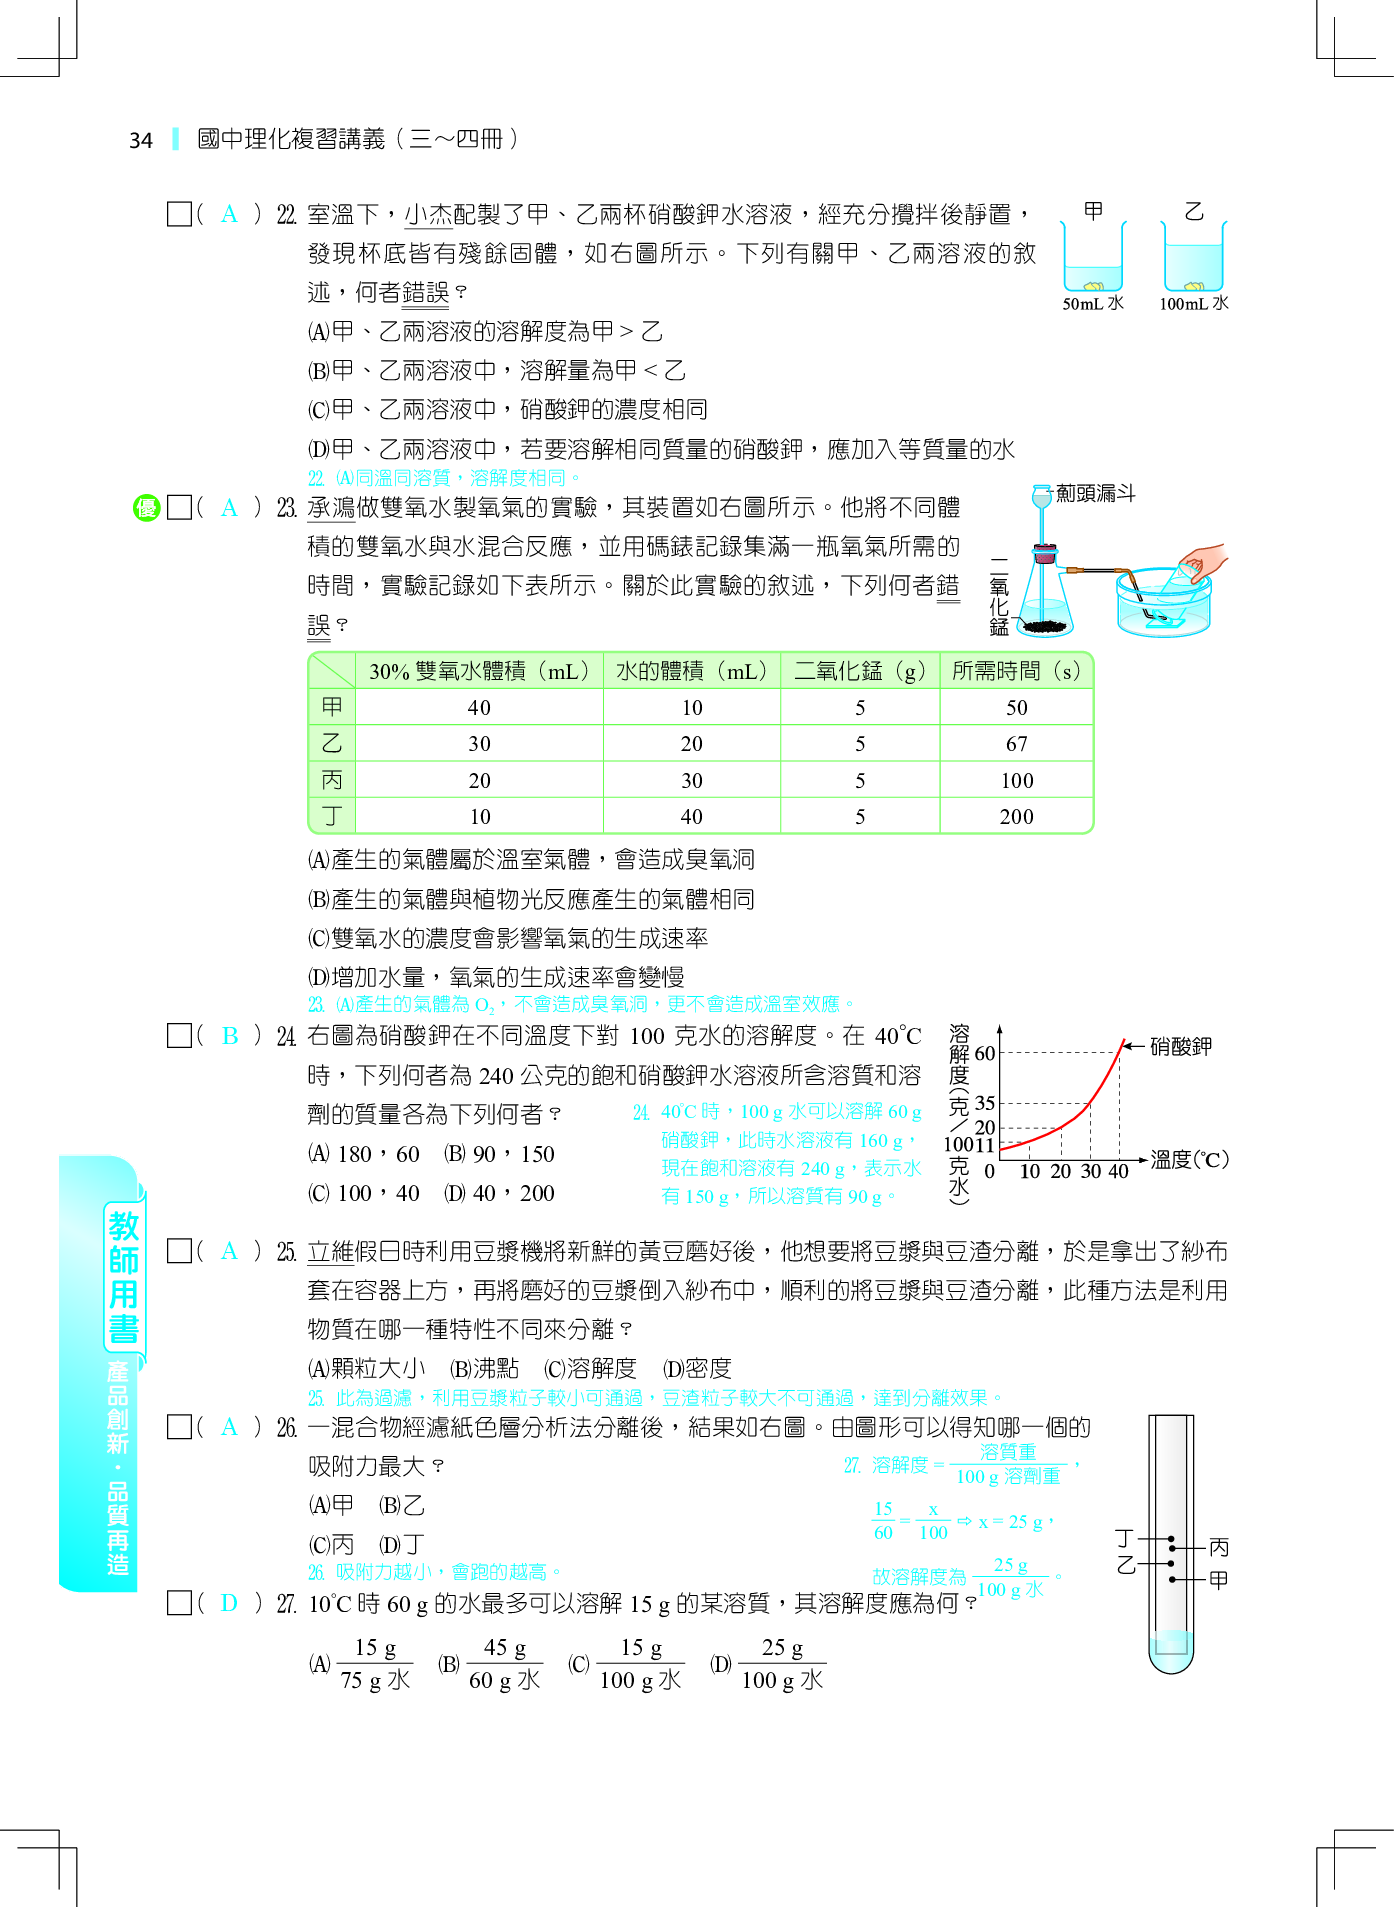 34 國中理化複習講義（三～四冊）
□（ A ）22. 室溫下，小杰配製了甲、乙兩杯硝酸鉀水溶液，經充分攪拌後靜置，
發現杯底皆有殘餘固體，如右圖所示。下列有關甲、乙兩溶液的敘
述，何者錯誤？
甲 乙
50mL 水 100mL 水
(A)甲、乙兩溶液的溶解度為甲＞乙
(B)甲、乙兩溶液中，溶解量為甲＜乙
(C)甲、乙兩溶液中，硝酸鉀的濃度相同
(D)甲、乙兩溶液中，若要溶解相同質量的硝酸鉀，應加入等質量的水
22. (A)同溫同溶質，溶解度相同。
優 □（ A ）23. 承鴻做雙氧水製氧氣的實驗，其裝置如右圖所示。他將不同體
積的雙氧水與水混合反應，並用碼錶記錄集滿一瓶氧氣所需的
時間，實驗記錄如下表所示。關於此實驗的敘述，下列何者錯
誤？
薊頭漏斗
二氧化錳
30% 雙氧水體積（mL） 水的體積（mL） 二氧化錳（g） 所需時間（s）
甲 40 10 5 50
乙 30 20 5 67
丙 20 30 5 100
丁 10 40 5 200
(A)產生的氣體屬於溫室氣體，會造成臭氧洞
(B)產生的氣體與植物光反應產生的氣體相同
(C)雙氧水的濃度會影響氧氣的生成速率
(D)增加水量，氧氣的生成速率會變慢
23. (A)產生的氣體為 O₂，不會造成臭氧洞，更不會造成溫室效應。
□（ B ）24. 右圖為硝酸鉀在不同溫度下對 100 克水的溶解度。在 40℃
時，下列何者為 240 公克的飽和硝酸鉀水溶液所含溶質和溶
劑的質量各為下列何者？
(A) 180，60 (B) 90，150
(C) 100，40 (D) 40，200
24. 40℃ 時，100 g 水可以溶解 60 g
硝酸鉀，此時水溶液有 160 g，
現在飽和溶液有 240 g，表示水
有 150 g，所以溶質有 90 g。
溶解度（克／100克水）
60
35
20
11
0 10 20 30 40 溫度(℃)
硝酸鉀
□（ A ）25. 立維假日時利用豆漿機將新鮮的黃豆磨好後，他想要將豆漿與豆渣分離，於是拿出了紗布
套在容器上方，再將磨好的豆漿倒入紗布中，順利的將豆漿與豆渣分離，此種方法是利用
物質在哪一種特性不同來分離？
(A)顆粒大小 (B)沸點 (C)溶解度 (D)密度
25. 此為過濾，利用豆漿粒子較小可通過，豆渣粒子較大不可通過，達到分離效果。
□（ A ）26. 一混合物經濾紙色層分析法分離後，結果如右圖。由圖形可以得知哪一個的
吸附力最大？
(A)甲 (B)乙
(C)丙 (D)丁
26. 吸附力越小，會跑的越高。
丁 丙
乙 甲
27. 溶解度 = 溶質重 / 100 g 溶劑重，
15/60 = x/100 ⇨ x = 25 g，
故溶解度為 25 g / 100 g 水。
□（ D ）27. 10℃ 時 60 g 的水最多可以溶解 15 g 的某溶質，其溶解度應為何？
(A) 15 g / 75 g 水 (B) 45 g / 60 g 水 (C) 15 g / 100 g 水 (D) 25 g / 100 g 水
教師用書
產品創新・品質再造